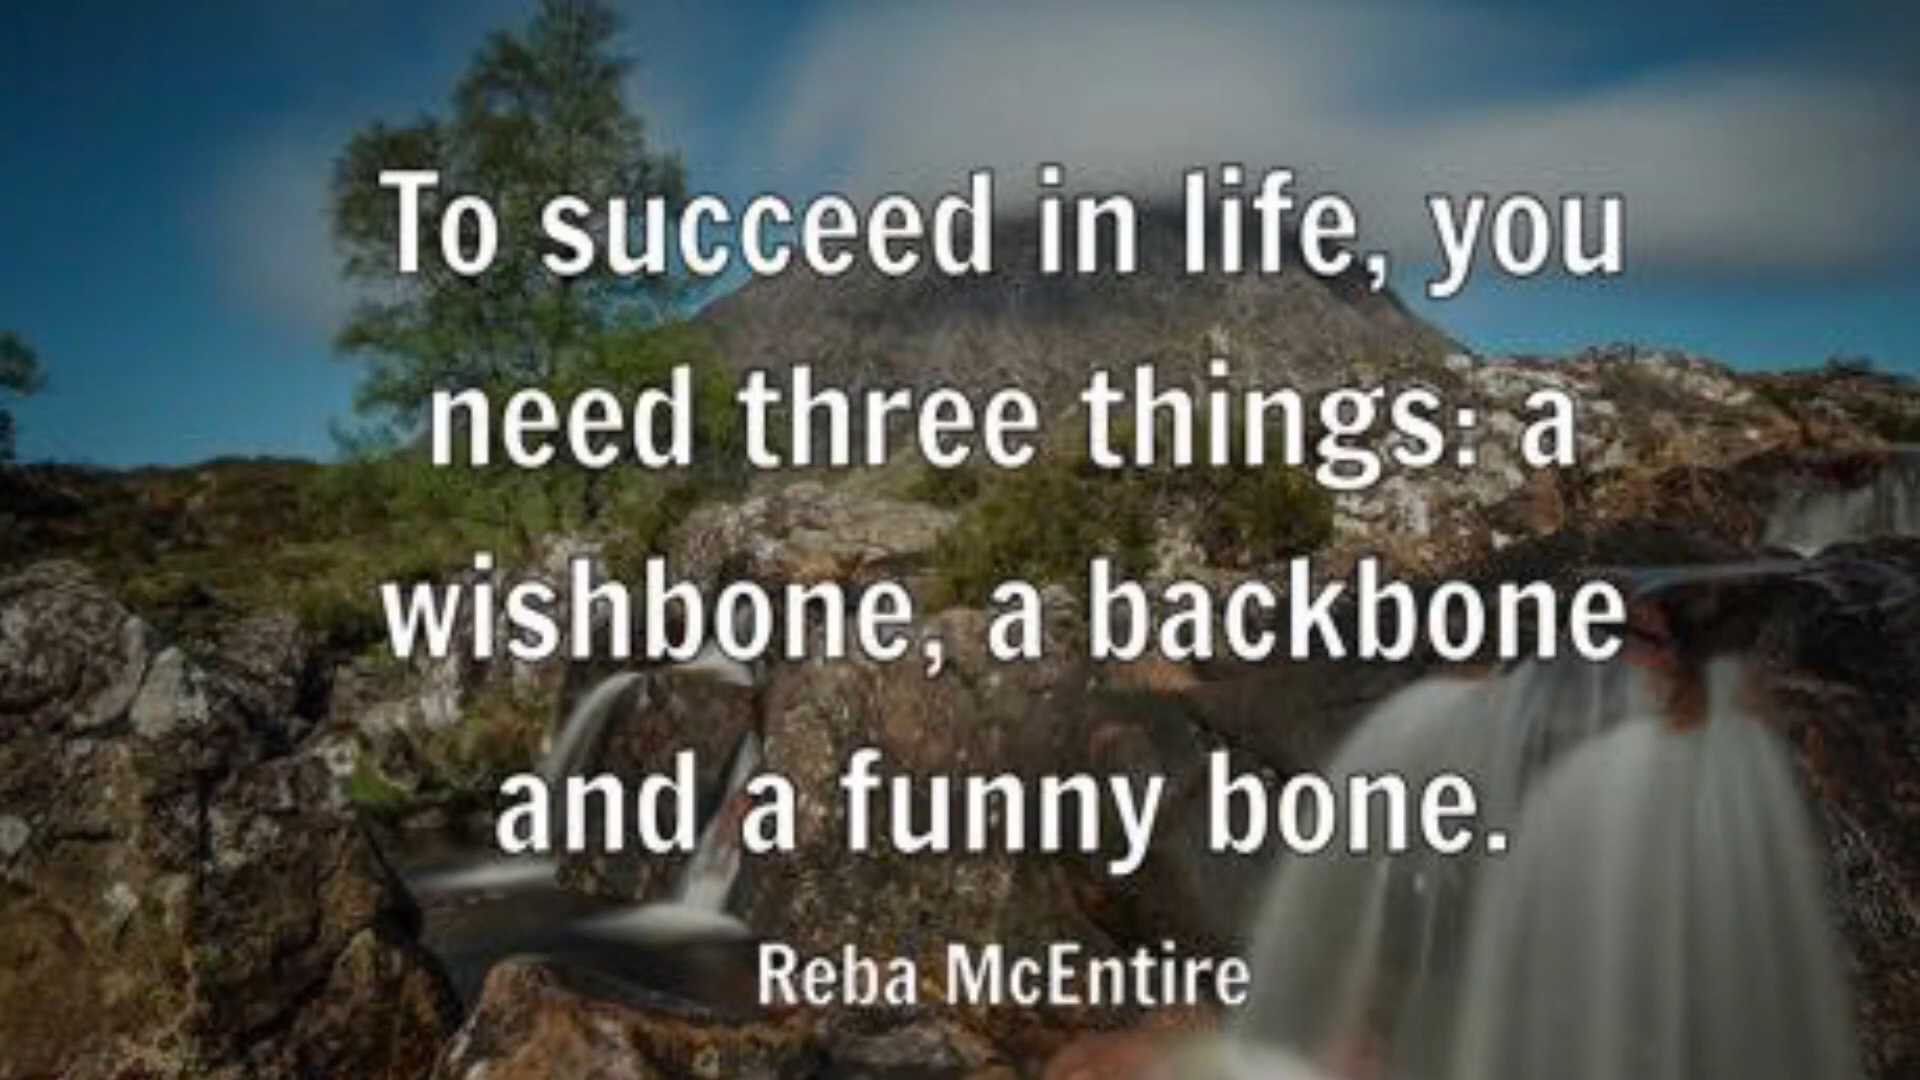 To succeed in life, you
need three things: a
wishbone, a backbone
and a funny bone.
Reba McEntire